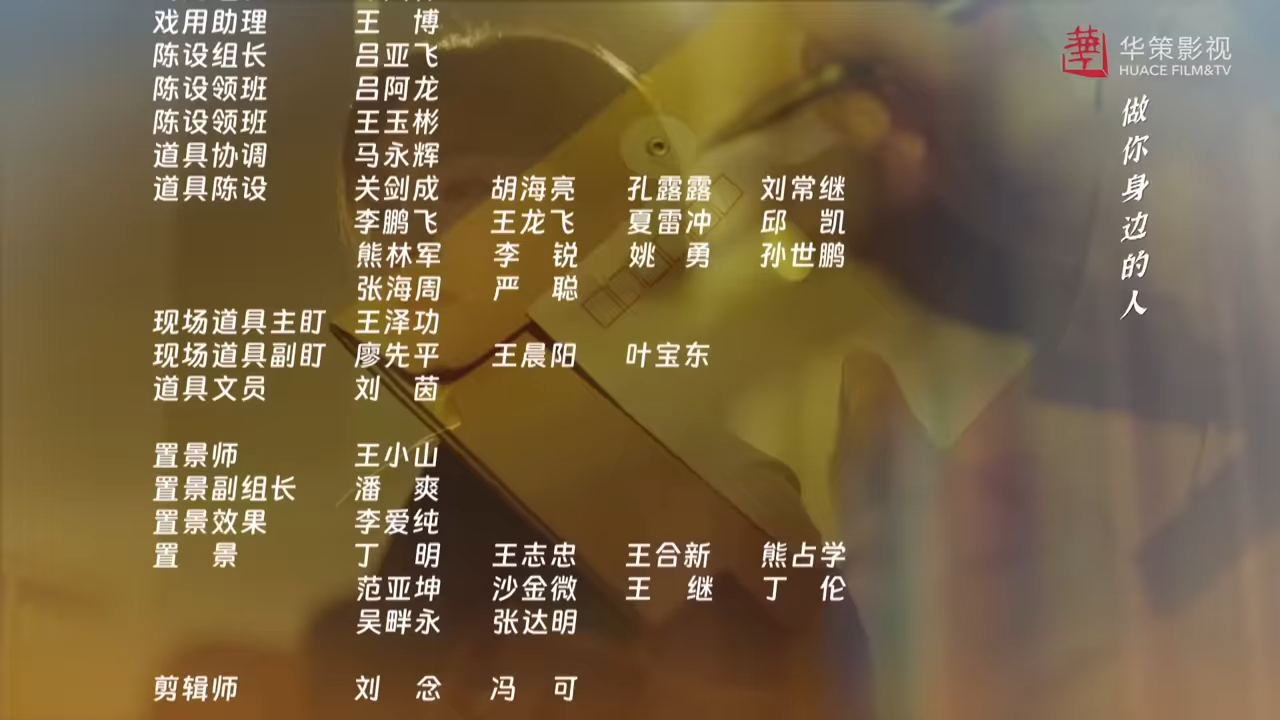 戏用助理 王 博
陈设组长 吕亚飞
陈设领班 吕阿龙
陈设领班 王玉彬
道具协调 马永辉
道具陈设 关剑成 胡海亮 孔露露 刘常继
李鹏飞 王龙飞 夏雷冲 邱 凯
熊林军 李 锐 姚 勇 孙世鹏
张海周 严 聪
现场道具主盯 王泽功
现场道具副盯 廖先平 王晨阳 叶宝东
道具文员 刘 茵
置景师 王小山
置景副组长 潘 爽
置景效果 李爱纯
置 景 丁 明 王志忠 王合新 熊占学
范亚坤 沙金微 王 继 丁 伦
吴畔永 张达明
剪辑师 刘 念 冯 可
華
华策影视
HUACE FILM&TV
做你身边的人